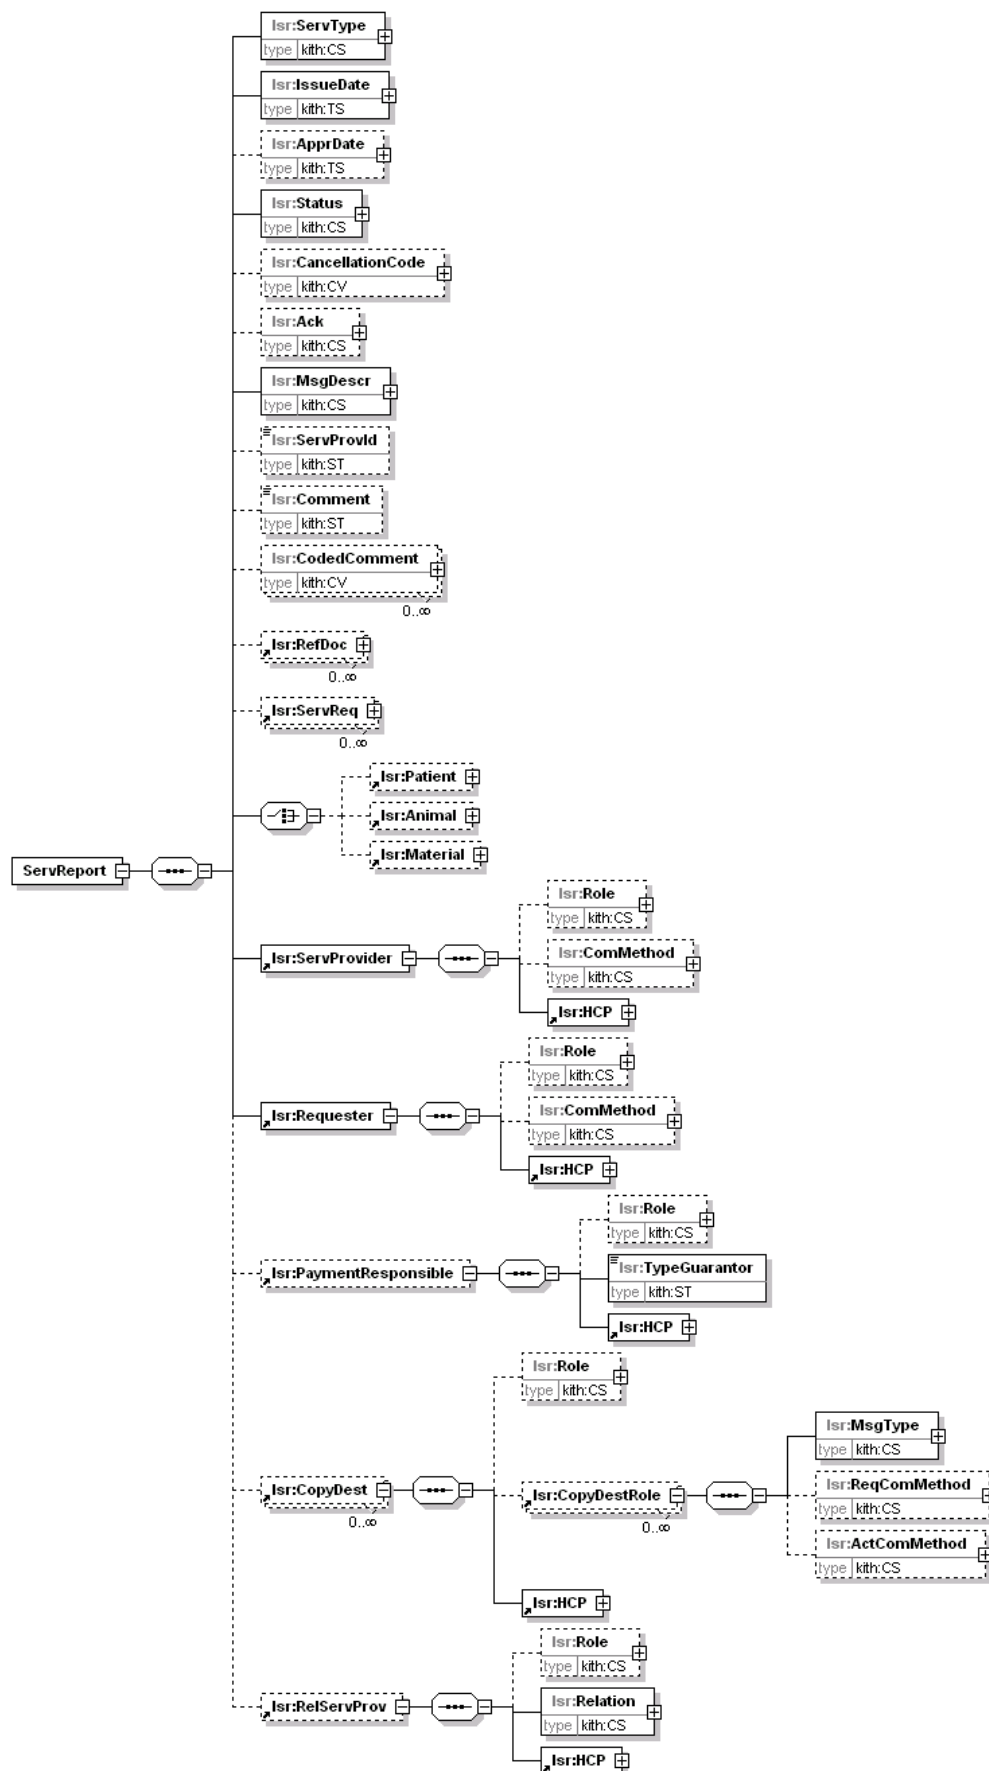 lsr:ServType
type kith:CS
lsr:IssueDate
type kith:TS
lsr:ApprDate
type kith:TS
lsr:Status
type kith:CS
lsr:CancellationCode
type kith:CV
lsr:Ack
type kith:CS
lsr:MsgDescr
type kith:CS
lsr:ServProvId
type kith:ST
lsr:Comment
type kith:ST
lsr:CodedComment
type kith:CV
0..∞
lsr:RefDoc
0..∞
lsr:ServReq
0..∞
lsr:Patient
lsr:Animal
lsr:Material
ServReport
lsr:Role
type kith:CS
lsr:ServProvider
lsr:ComMethod
type kith:CS
lsr:HCP
lsr:Role
type kith:CS
lsr:Requester
lsr:ComMethod
type kith:CS
lsr:HCP
lsr:Role
type kith:CS
lsr:PaymentResponsible
lsr:TypeGuarantor
type kith:ST
lsr:HCP
lsr:Role
type kith:CS
lsr:CopyDest
0..∞
lsr:CopyDestRole
0..∞
lsr:MsgType
type kith:CS
lsr:ReqComMethod
type kith:CS
lsr:ActComMethod
type kith:CS
lsr:HCP
lsr:Role
type kith:CS
lsr:RelServProv
lsr:Relation
type kith:CS
lsr:HCP